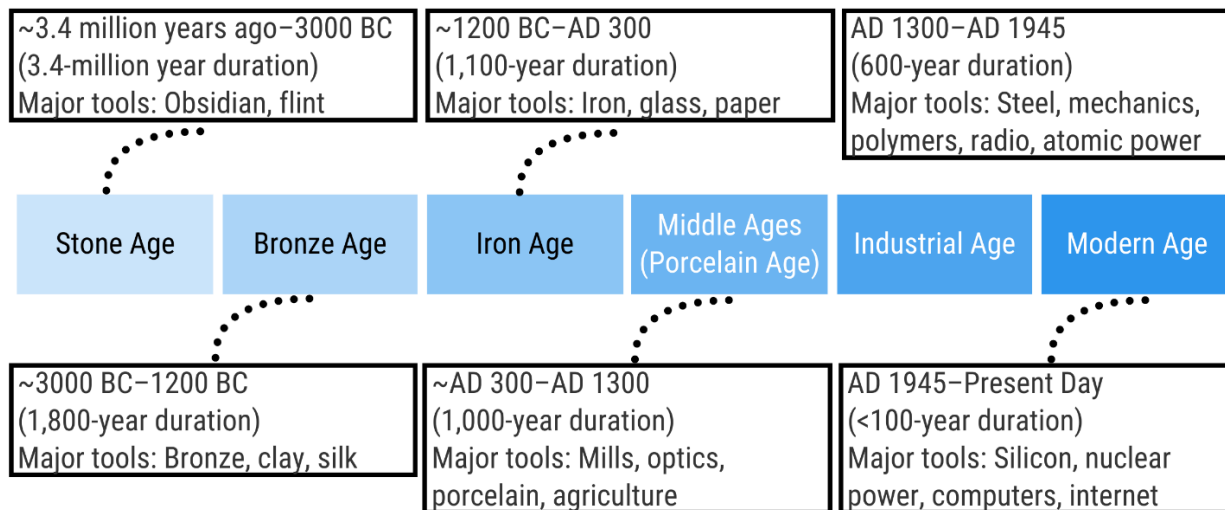 ~3.4 million years ago–3000 BC
(3.4-million year duration)
Major tools: Obsidian, flint
~1200 BC–AD 300
(1,100-year duration)
Major tools: Iron, glass, paper
AD 1300–AD 1945
(600-year duration)
Major tools: Steel, mechanics,
polymers, radio, atomic power
Stone Age
Bronze Age
Iron Age
Middle Ages
(Porcelain Age)
Industrial Age
Modern Age
~3000 BC–1200 BC
(1,800-year duration)
Major tools: Bronze, clay, silk
~AD 300–AD 1300
(1,000-year duration)
Major tools: Mills, optics,
porcelain, agriculture
AD 1945–Present Day
(<100-year duration)
Major tools: Silicon, nuclear
power, computers, internet